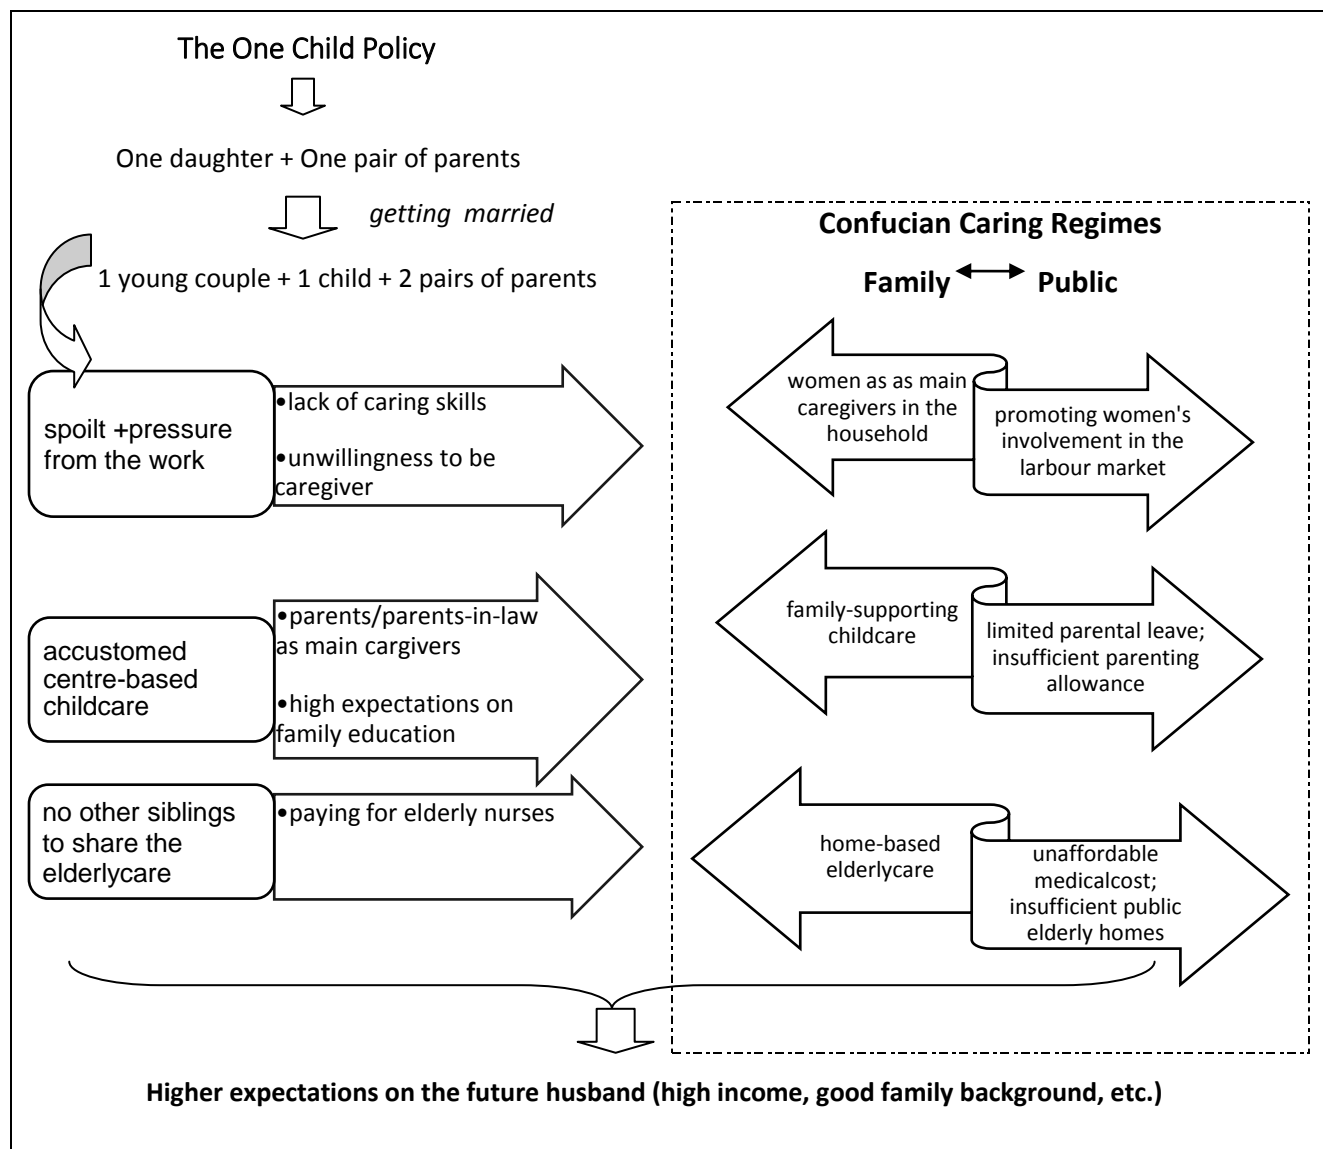 The One Child Policy
One daughter + One pair of parents
getting married
1 young couple + 1 child + 2 pairs of parents
spoilt +pressure
from the work
•lack of caring skills
•unwillingness to be
caregiver
accustomed
centre-based
childcare
•parents/parents-in-law
as main cargivers
•high expectations on
family education
no other siblings
to share the
elderlycare
•paying for elderly nurses
Confucian Caring Regimes
Family Public
women as as main
caregivers in the
household
promoting women's
involvement in the
larbour market
family-supporting
childcare
limited parental leave;
insufficient parenting
allowance
home-based
elderlycare
unaffordable
medicalcost;
insufficient public
elderly homes
Higher expectations on the future husband (high income, good family background, etc.)